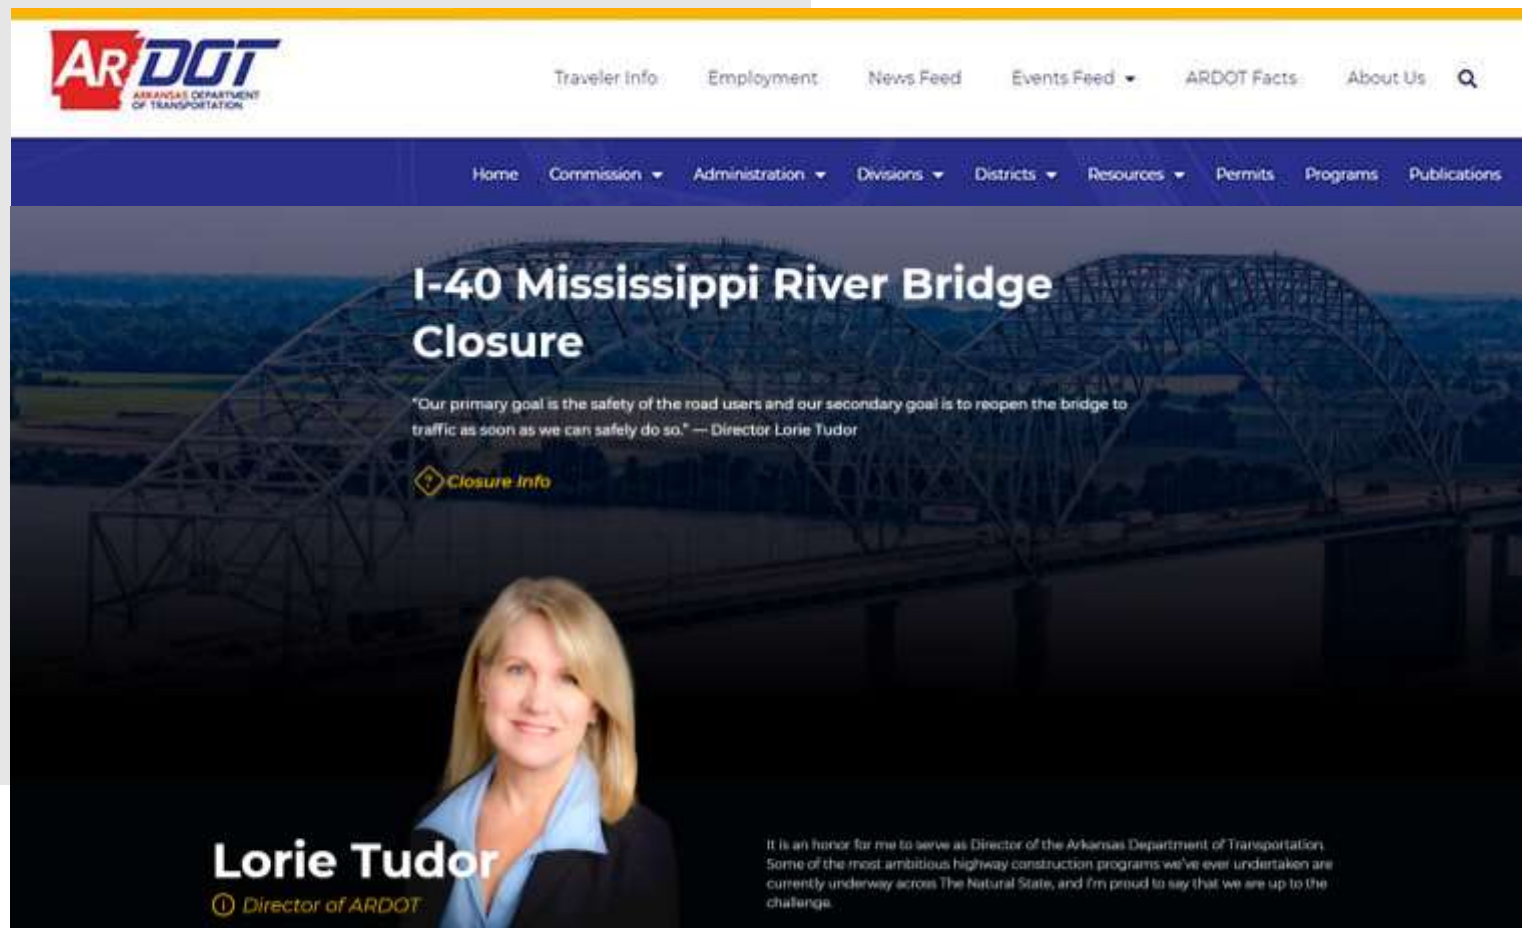 ARDOT
ARKANSAS DEPARTMENT
OF TRANSPORTATION
Traveler Info Employment News Feed Events Feed ARDOT Facts About Us
Home Commission Administration Divisions Districts Resources Permits Programs Publications
I-40 Mississippi River Bridge
Closure
"Our primary goal is the safety of the road users and our secondary goal is to reopen the bridge to
traffic as soon as we can safely do so." — Director Lorie Tudor
? Closure Info
Lorie Tudor
Director of ARDOT
It is an honor for me to serve as Director of the Arkansas Department of Transportation.
Some of the most ambitious highway construction programs we've ever undertaken are
currently underway across The Natural State, and I'm proud to say that we are up to the
challenge.